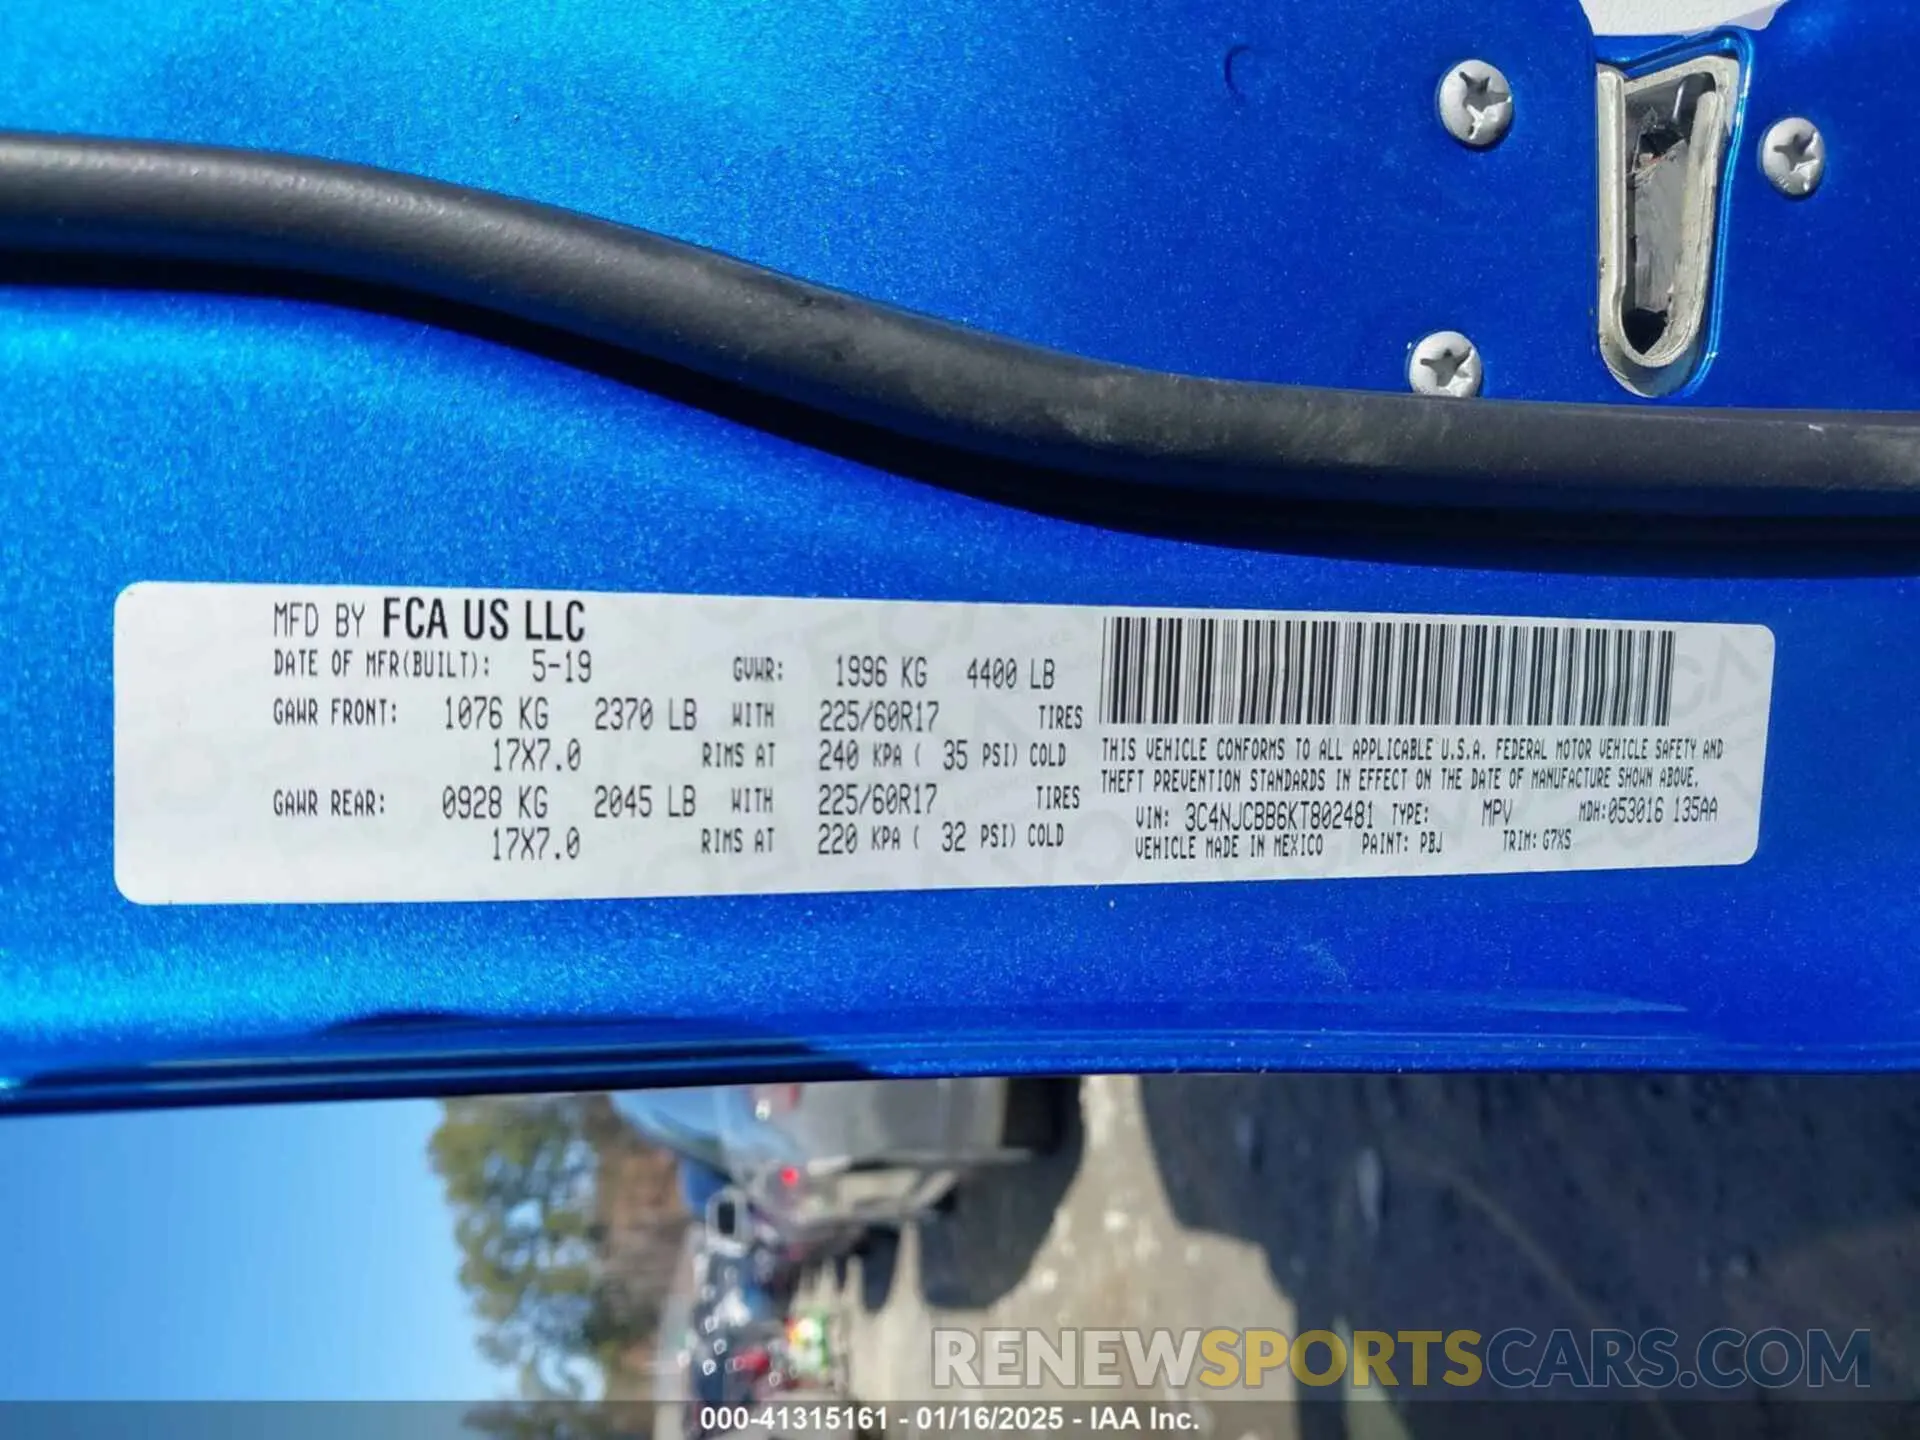 MFD BY FCA US LLC
DATE OF MFR(BUILT): 5-19 GVWR: 1996 KG 4400 LB
GAWR FRONT: 1076 KG 2370 LB WITH 225/60R17 TIRES
17X7.0 RIMS AT 240 KPA ( 35 PSI) COLD
GAWR REAR: 0928 KG 2045 LB WITH 225/60R17 TIRES
17X7.0 RIMS AT 220 KPA ( 32 PSI) COLD
THIS VEHICLE CONFORMS TO ALL APPLICABLE U.S.A. FEDERAL MOTOR VEHICLE SAFETY AND
THEFT PREVENTION STANDARDS IN EFFECT ON THE DATE OF MANUFACTURE SHOWN ABOVE.
VIN: 3C4NJCBB6KT802481 TYPE: MPV MDH:053016 135AA
VEHICLE MADE IN MEXICO PAINT: PBJ TRIM: G7XS
RENEWSPORTSCARS.COM
000-41315161 - 01/16/2025 - IAA Inc.